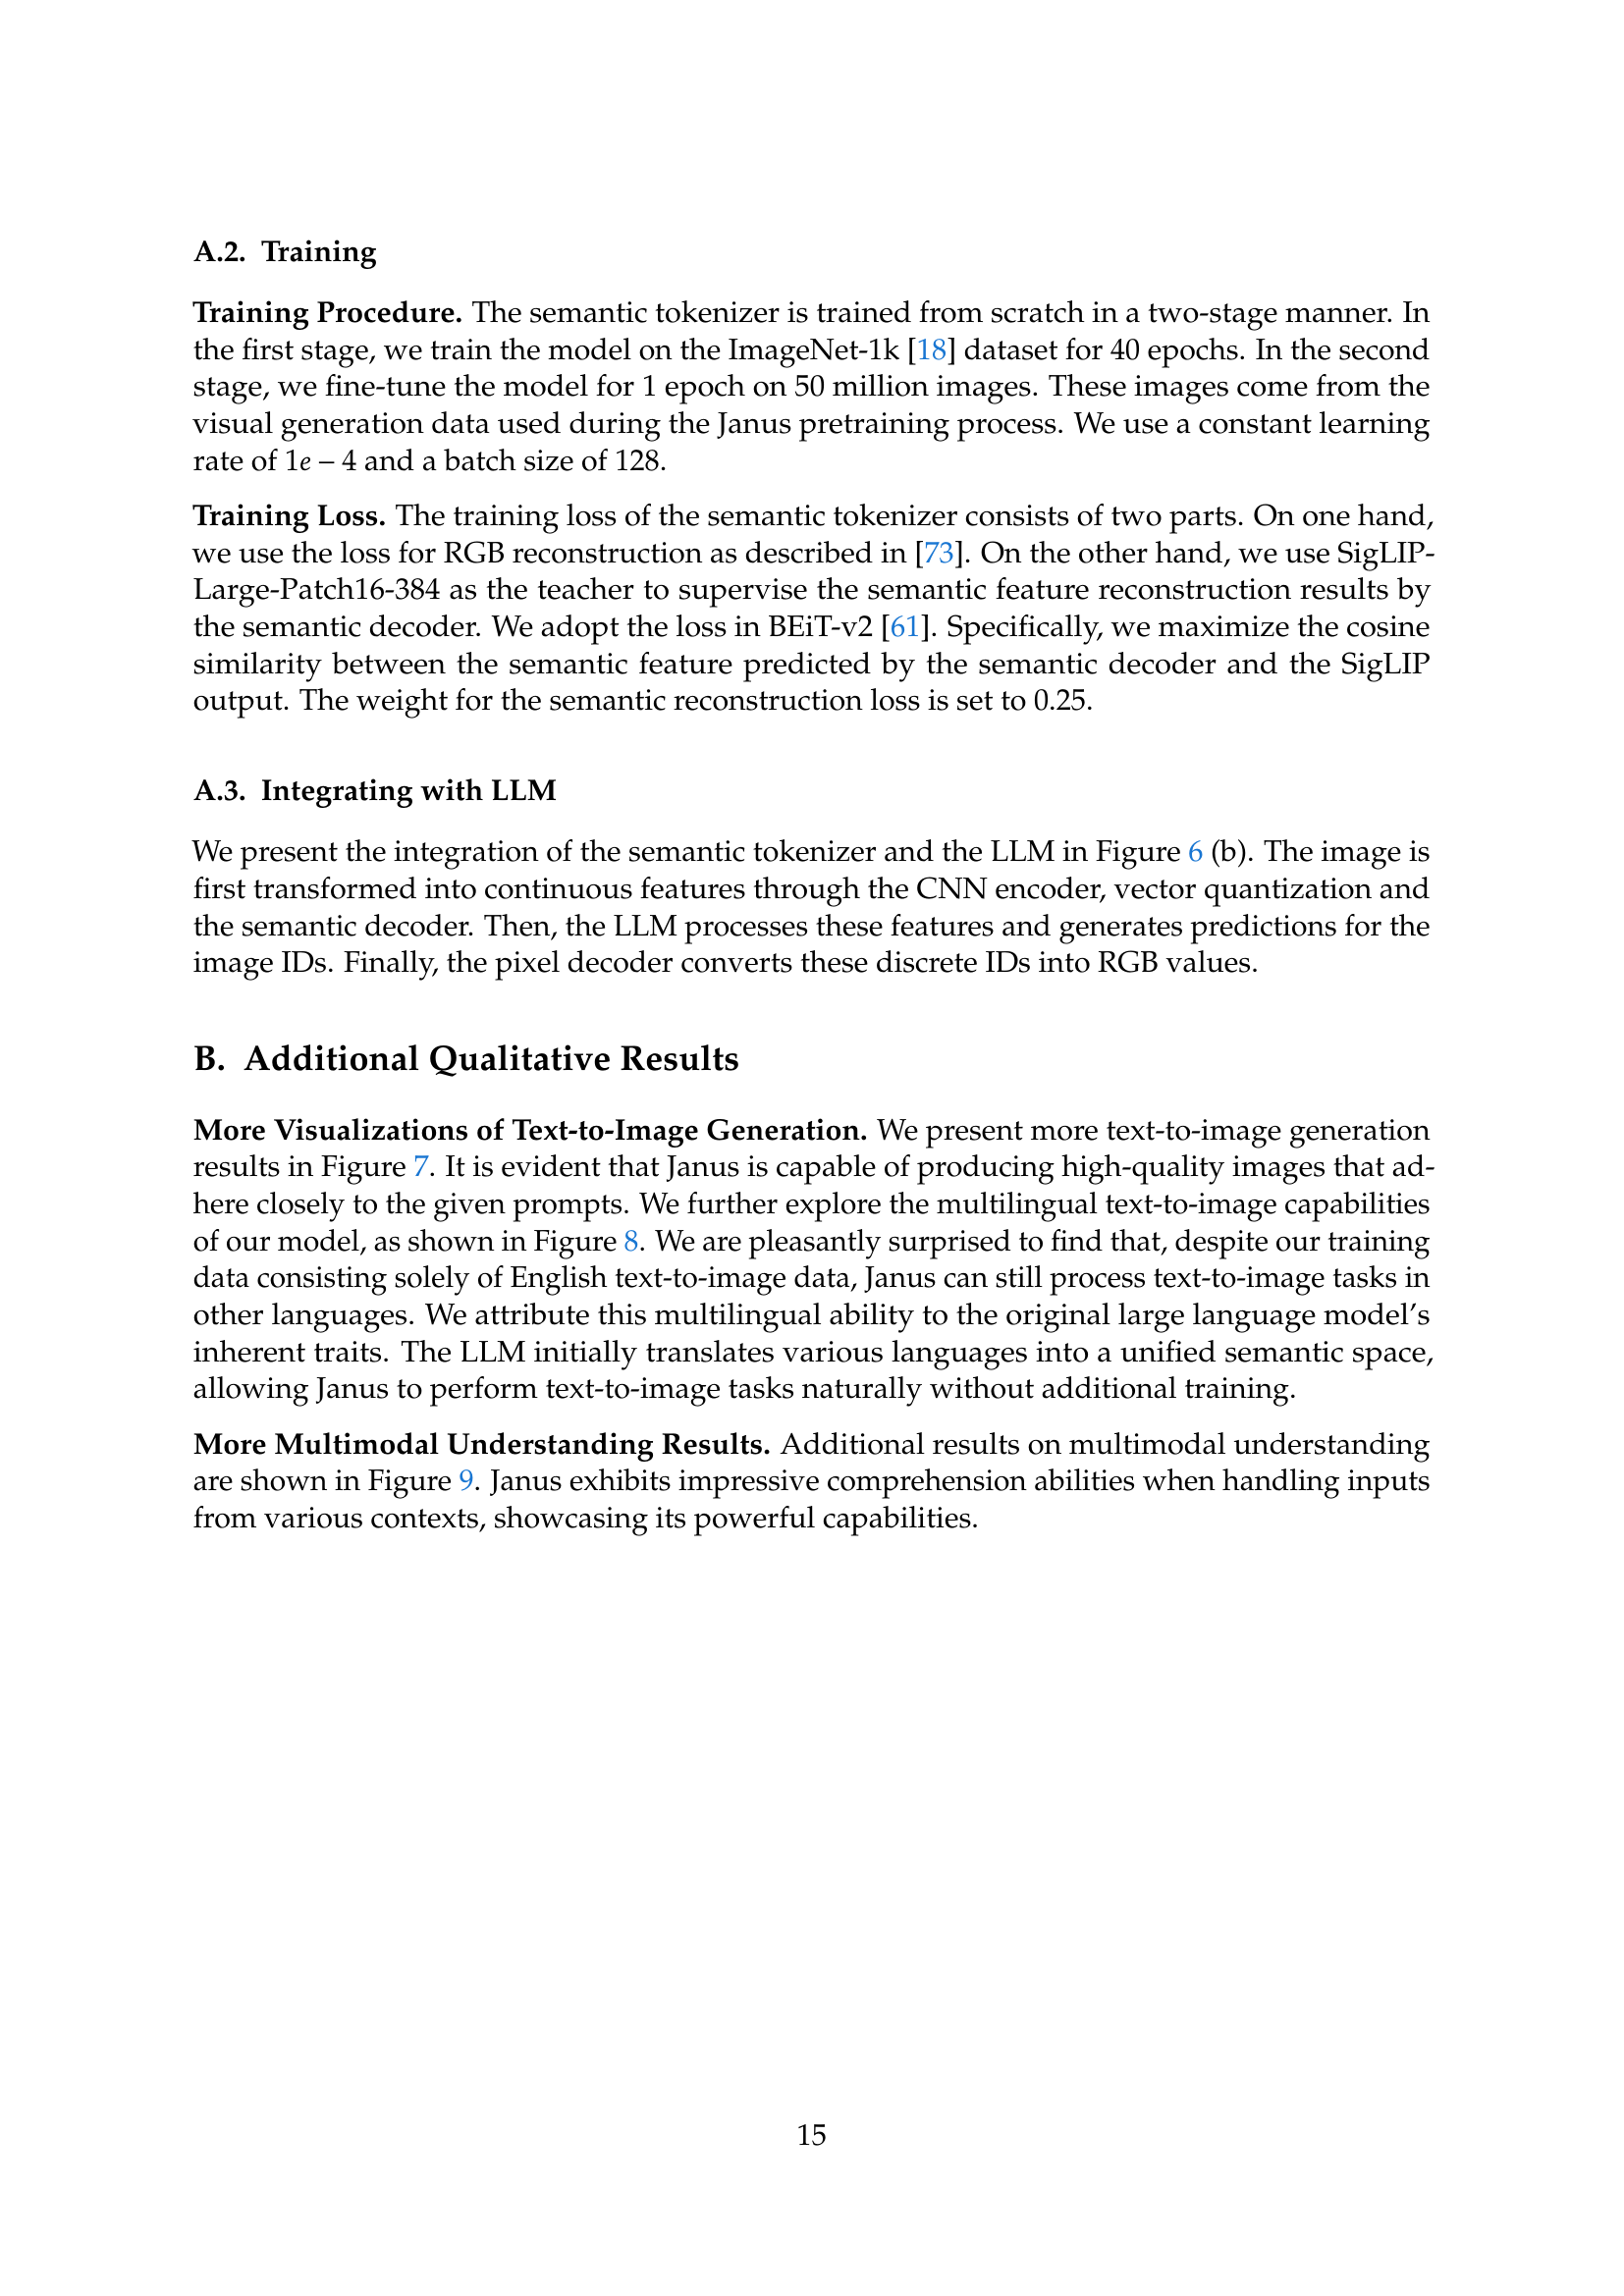 A.2. Training
Training Procedure. The semantic tokenizer is trained from scratch in a two-stage manner. In
the first stage, we train the model on the ImageNet-1k [18] dataset for 40 epochs. In the second
stage, we fine-tune the model for 1 epoch on 50 million images. These images come from the
visual generation data used during the Janus pretraining process. We use a constant learning
rate of 1e − 4 and a batch size of 128.
Training Loss. The training loss of the semantic tokenizer consists of two parts. On one hand,
we use the loss for RGB reconstruction as described in [73]. On the other hand, we use SigLIP-
Large-Patch16-384 as the teacher to supervise the semantic feature reconstruction results by
the semantic decoder. We adopt the loss in BEiT-v2 [61]. Specifically, we maximize the cosine
similarity between the semantic feature predicted by the semantic decoder and the SigLIP
output. The weight for the semantic reconstruction loss is set to 0.25.
A.3. Integrating with LLM
We present the integration of the semantic tokenizer and the LLM in Figure 6 (b). The image is
first transformed into continuous features through the CNN encoder, vector quantization and
the semantic decoder. Then, the LLM processes these features and generates predictions for the
image IDs. Finally, the pixel decoder converts these discrete IDs into RGB values.
B. Additional Qualitative Results
More Visualizations of Text-to-Image Generation. We present more text-to-image generation
results in Figure 7. It is evident that Janus is capable of producing high-quality images that ad-
here closely to the given prompts. We further explore the multilingual text-to-image capabilities
of our model, as shown in Figure 8. We are pleasantly surprised to find that, despite our training
data consisting solely of English text-to-image data, Janus can still process text-to-image tasks in
other languages. We attribute this multilingual ability to the original large language model's
inherent traits. The LLM initially translates various languages into a unified semantic space,
allowing Janus to perform text-to-image tasks naturally without additional training.
More Multimodal Understanding Results. Additional results on multimodal understanding
are shown in Figure 9. Janus exhibits impressive comprehension abilities when handling inputs
from various contexts, showcasing its powerful capabilities.
15